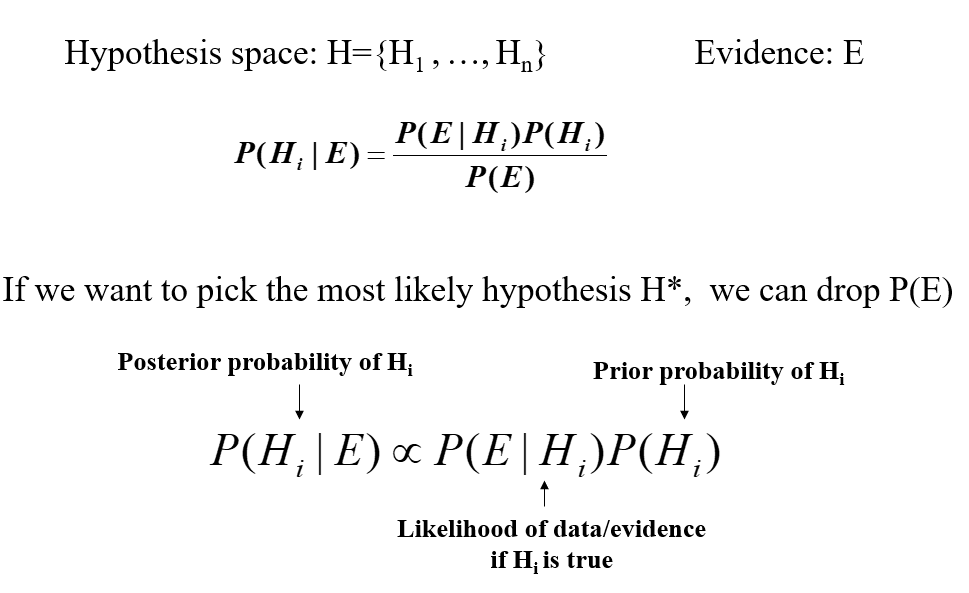 Hypothesis space: H={H₁ , …, Hₙ} Evidence: E
P(Hᵢ | E) = P(E | Hᵢ)P(Hᵢ) / P(E)
If we want to pick the most likely hypothesis H*, we can drop P(E)
Posterior probability of Hᵢ
Prior probability of Hᵢ
P(Hᵢ | E) ∝ P(E | Hᵢ)P(Hᵢ)
Likelihood of data/evidence
if Hᵢ is true